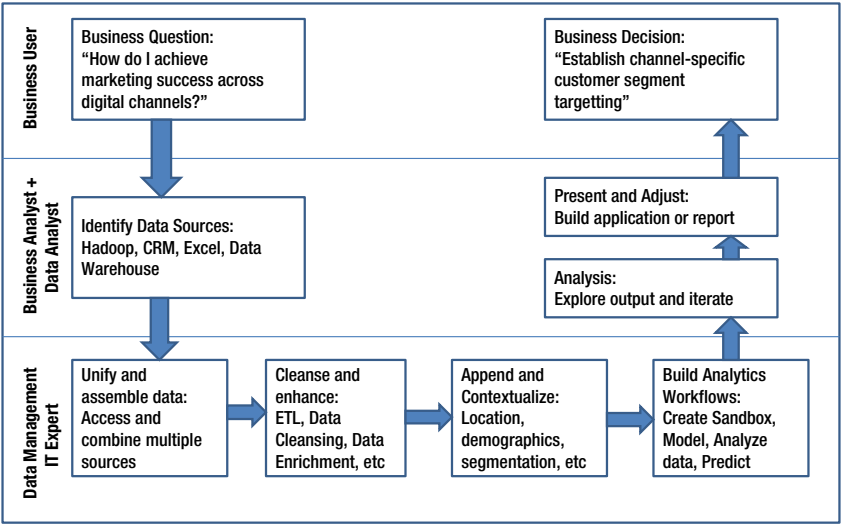 Business User
Business Question:
“How do I achieve
marketing success across
digital channels?”
Business Decision:
“Establish channel-specific
customer segment
targetting”
Business Analyst +
Data Analyst
Identify Data Sources:
Hadoop, CRM, Excel, Data
Warehouse
Present and Adjust:
Build application or report
Analysis:
Explore output and iterate
Data Management
IT Expert
Unify and
assemble data:
Access and
combine multiple
sources
Cleanse and
enhance:
ETL, Data
Cleansing, Data
Enrichment, etc
Append and
Contextualize:
Location,
demographics,
segmentation, etc
Build Analytics
Workflows:
Create Sandbox,
Model, Analyze
data, Predict